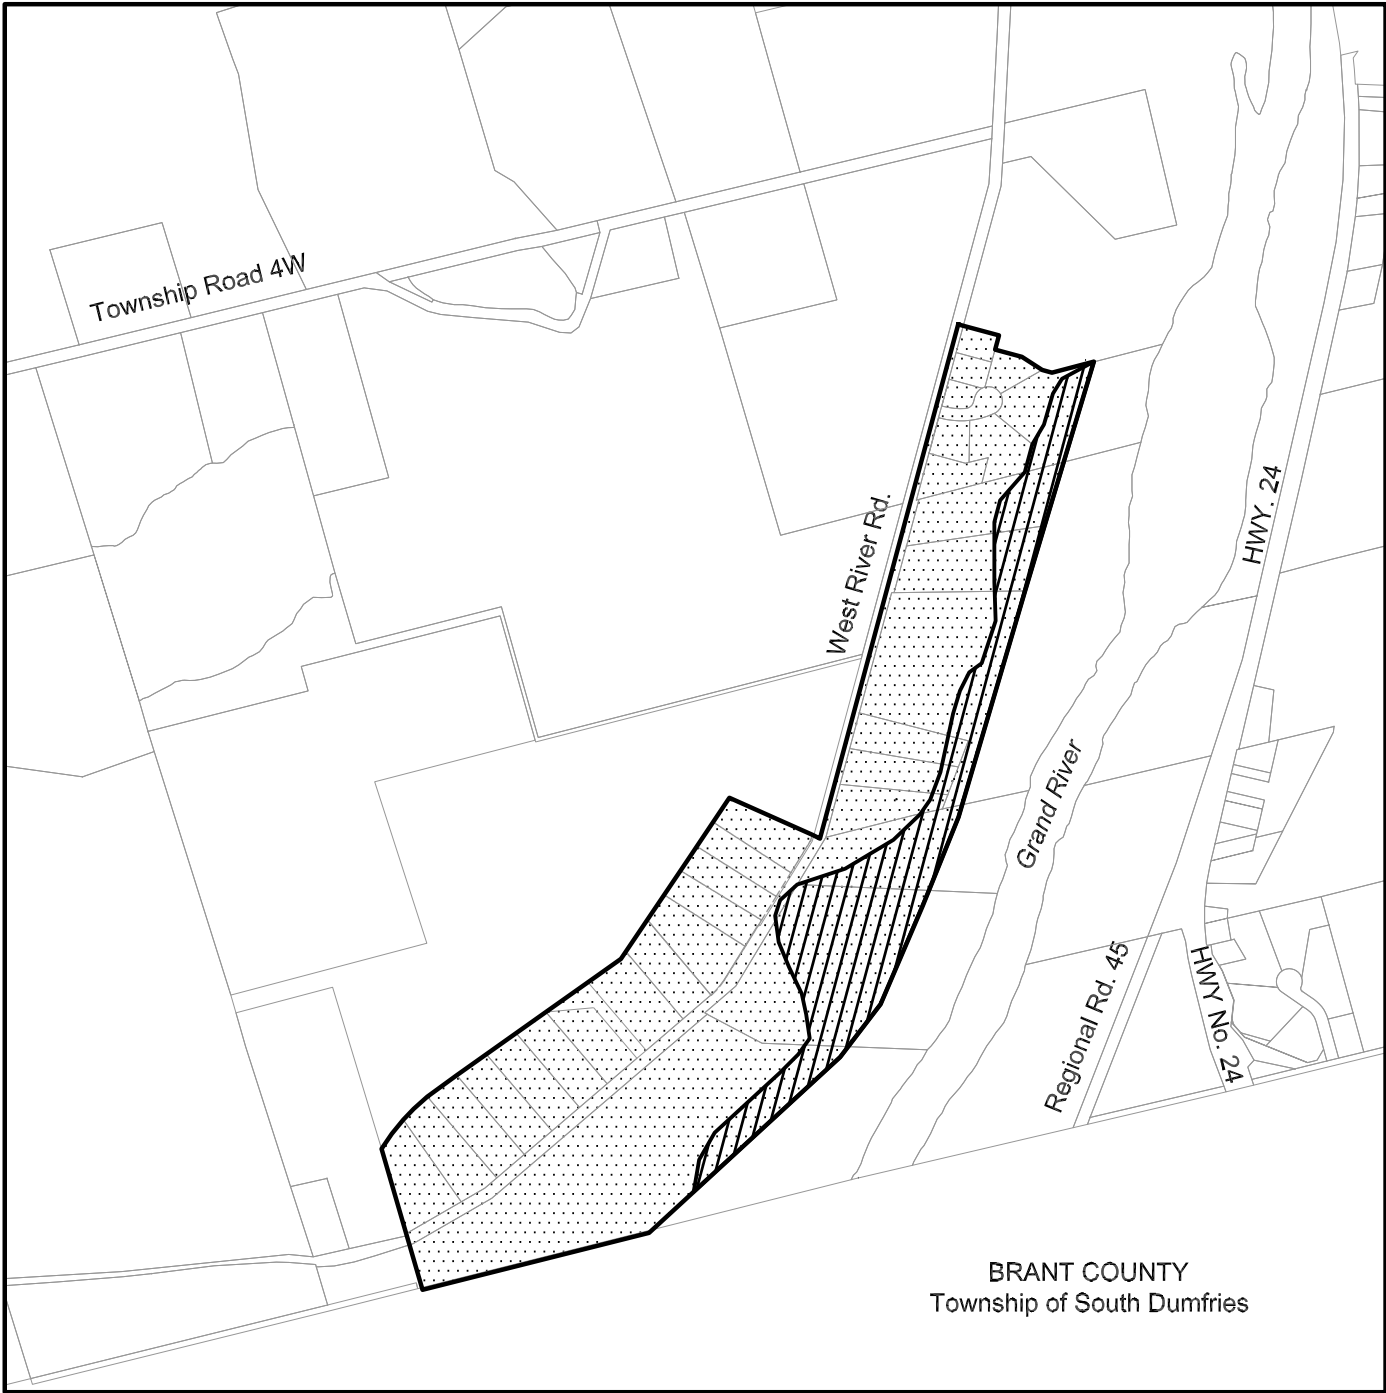 Township Road 4W
West River Rd.
HWY. 24
Grand River
Regional Rd. 45
HWY No. 24
BRANT COUNTY
Township of South Dumfries